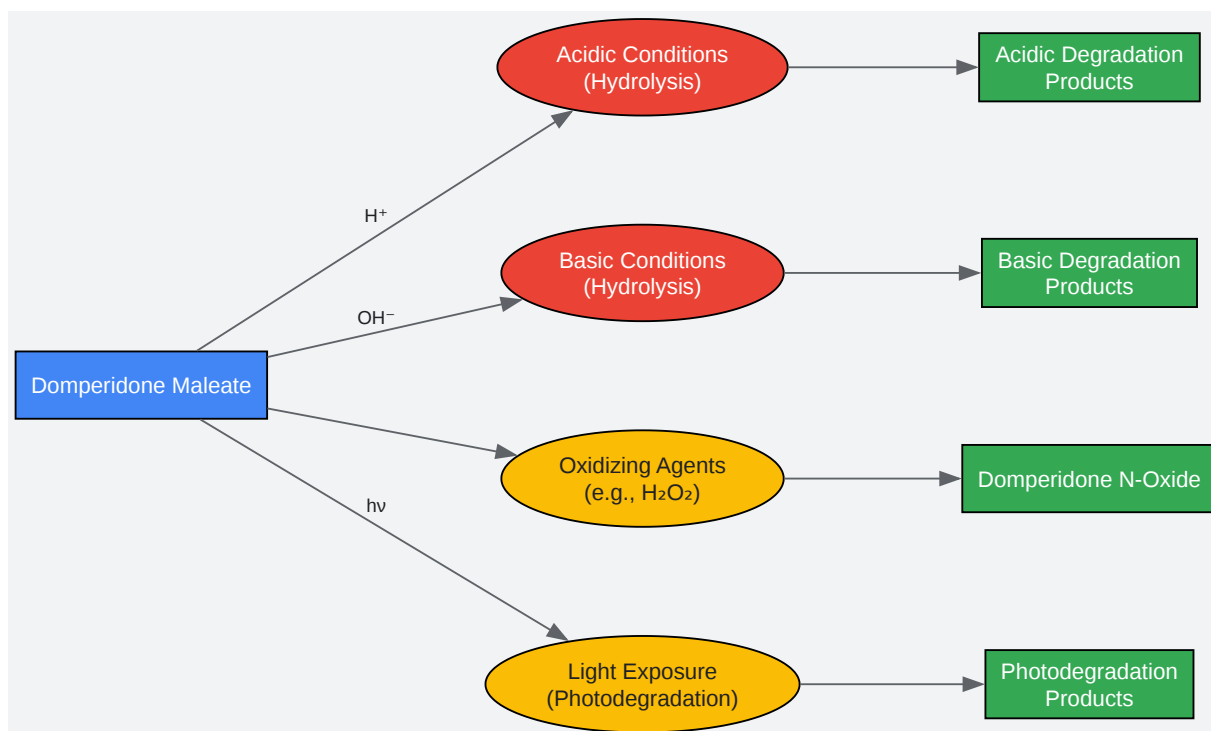 Acidic Conditions
(Hydrolysis)
Acidic Degradation
Products
H⁺
Basic Conditions
(Hydrolysis)
Basic Degradation
Products
OH⁻
Domperidone Maleate
Oxidizing Agents
(e.g., H₂O₂)
Domperidone N-Oxide
hν
Light Exposure
(Photodegradation)
Photodegradation
Products